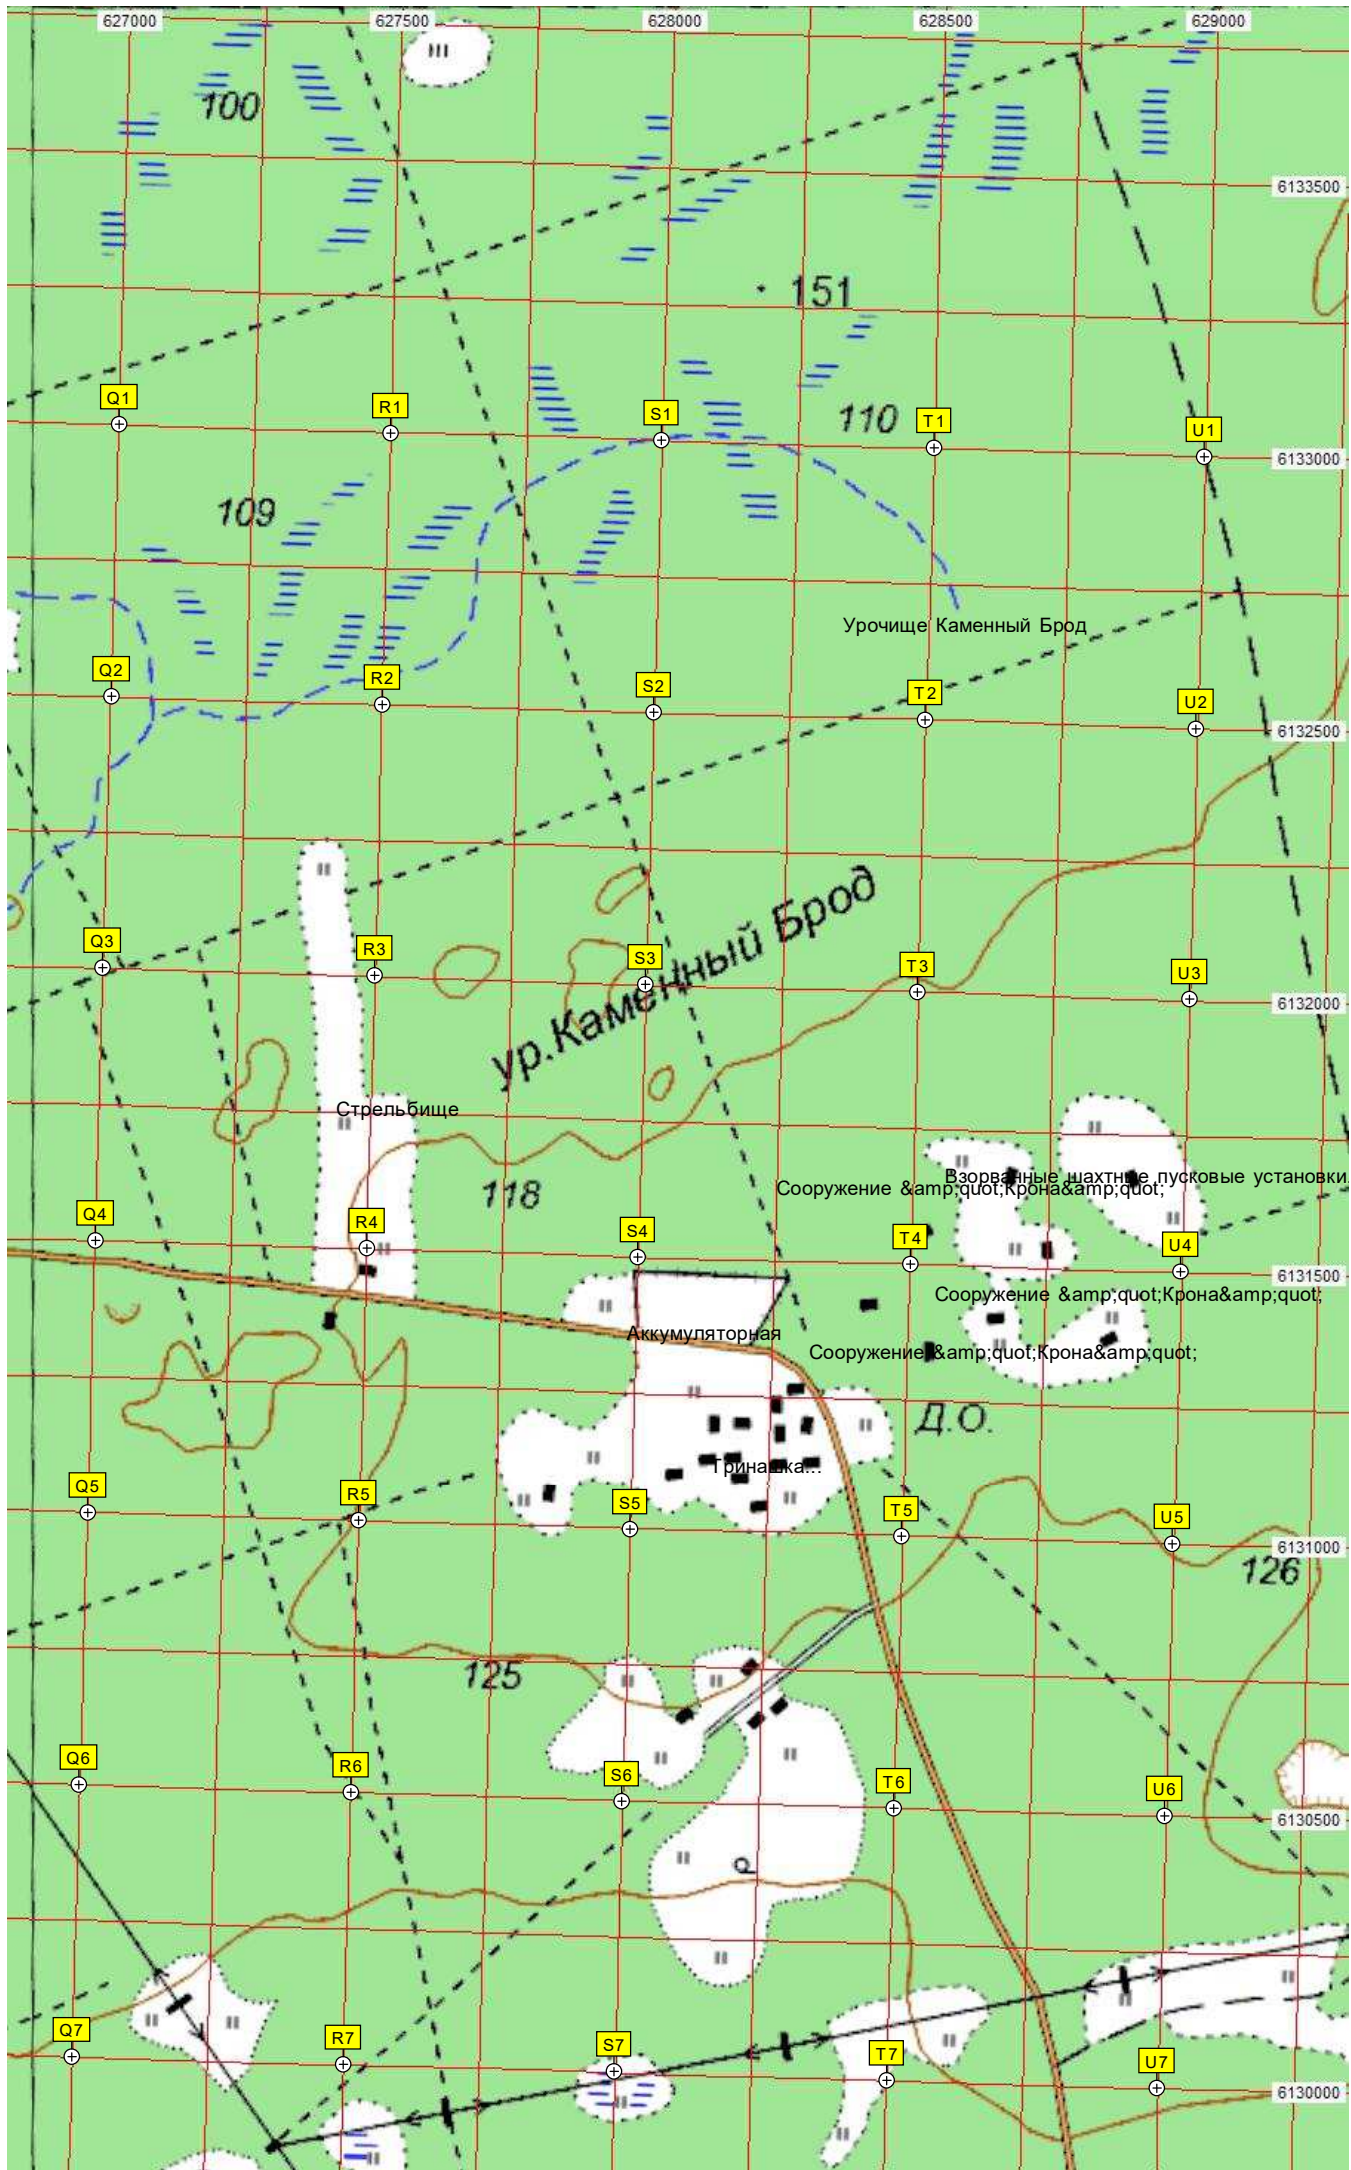 627000 627500 628000 628500 629000
100
6133500
151
Q1 R1 S1 110 T1 U1
6133000
109
Урочище Каменный Брод
Q2 R2 S2 T2 U2
6132500
ур.Каменный Брод
Q3 R3 S3 T3 U3
6132000
Стрельбище
Взорванные шахтные пусковые установки.
118
Сооружение &amp;quot;Крона&amp;quot;
Q4 R4 S4 T4 U4
6131500
Сооружение &amp;quot;Крона&amp;quot;
Аккумуляторная
Сооружение &amp;quot;Крона&amp;quot;
Д.О.
Гринашка...
Q5 R5 S5 T5 U5
6131000
126
125
Q6 R6 S6 T6 U6
6130500
Р
Q7 R7 S7 T7 U7
6130000